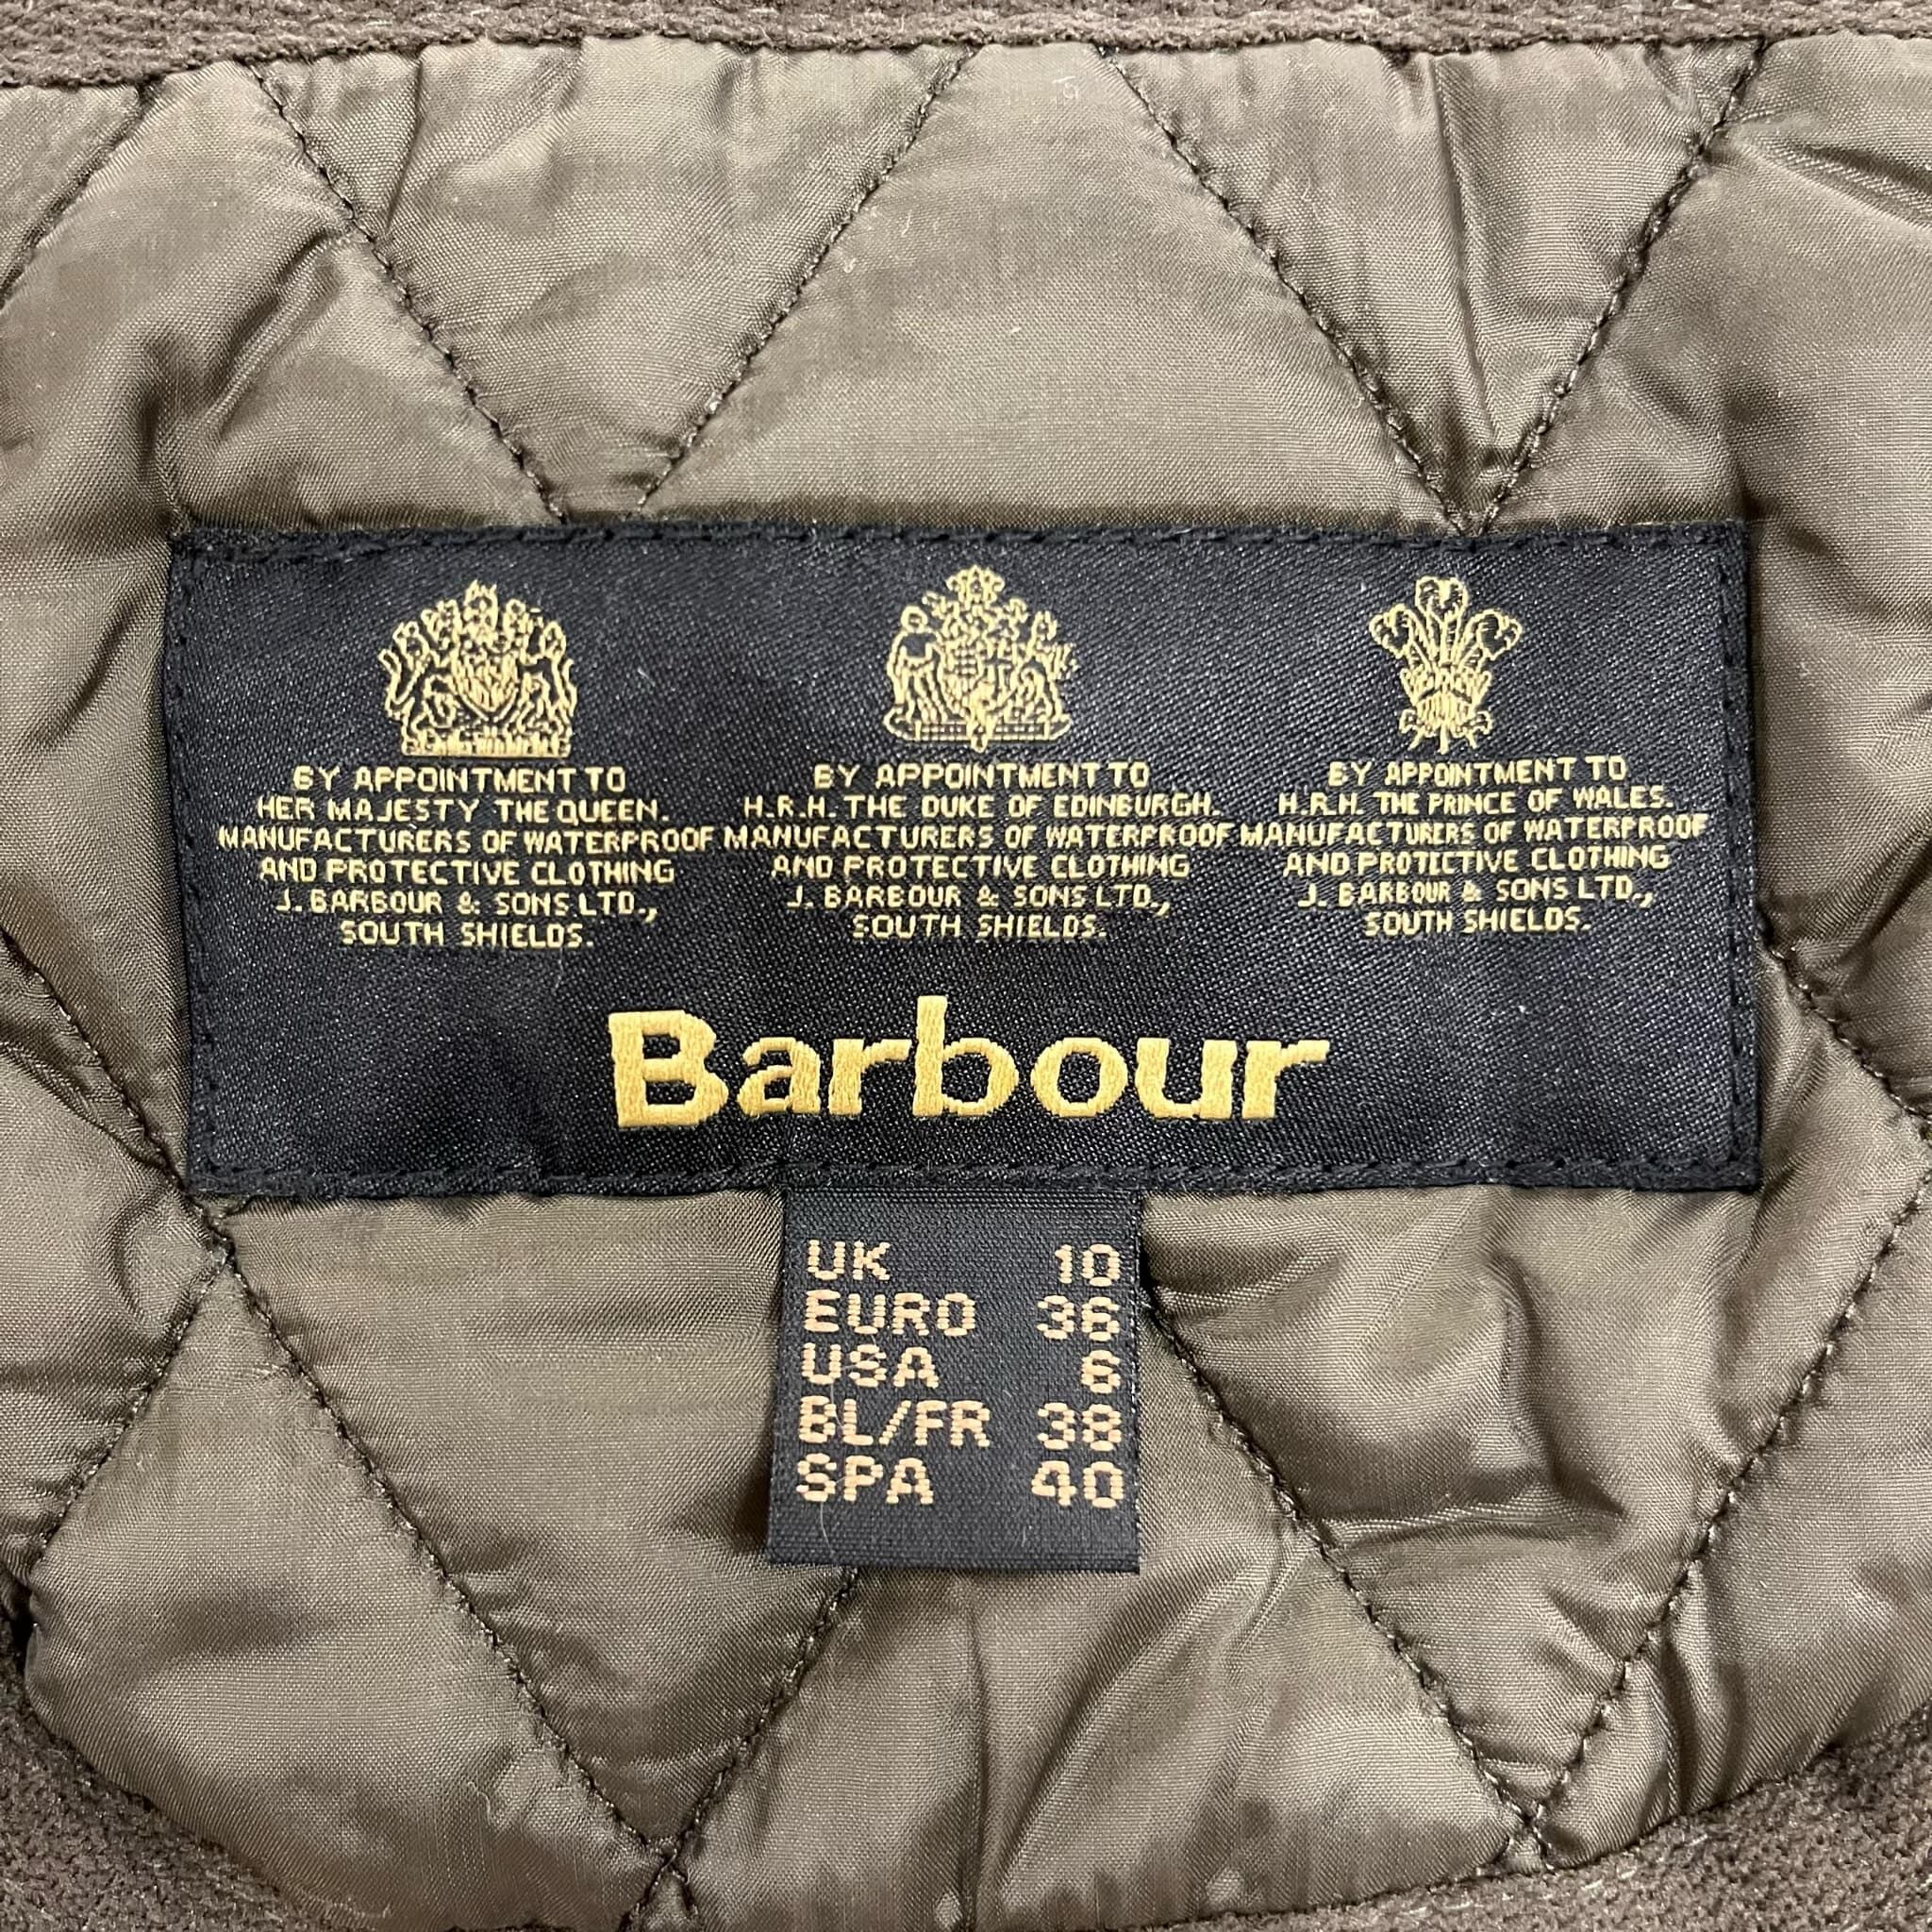 BY APPOINTMENT TO
HER MAJESTY THE QUEEN.
MANUFACTURERS OF WATERPROOF
AND PROTECTIVE CLOTHING
J. BARBOUR & SONS LTD.,
SOUTH SHIELDS.
BY APPOINTMENT TO
H.R.H. THE DUKE OF EDINBURGH.
MANUFACTURERS OF WATERPROOF
AND PROTECTIVE CLOTHING
J. BARBOUR & SONS LTD.,
SOUTH SHIELDS.
BY APPOINTMENT TO
H.R.H. THE PRINCE OF WALES.
MANUFACTURERS OF WATERPROOF
AND PROTECTIVE CLOTHING
J. BARBOUR & SONS LTD.,
SOUTH SHIELDS.
Barbour
UK 10
EURO 36
USA 6
BL/FR 38
SPA 40